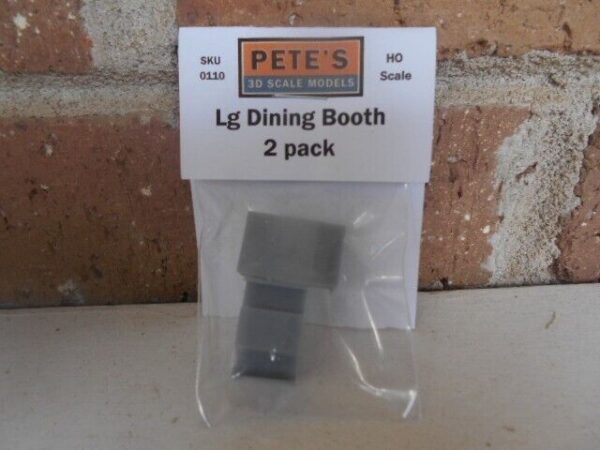 SKU
0110
PETE'S
3D SCALE MODELS
HO
Scale
Lg Dining Booth
2 pack